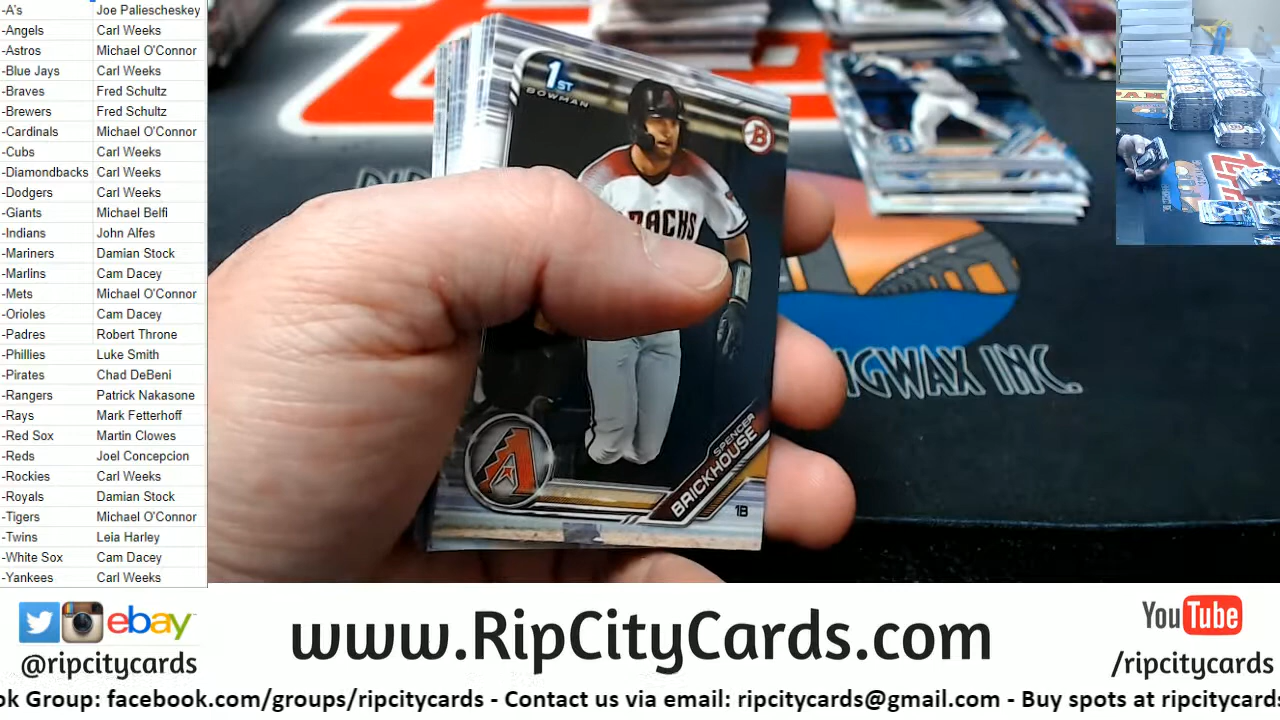 -A's Joe Paliescheskey
-Angels Carl Weeks
-Astros Michael O'Connor
-Blue Jays Carl Weeks
-Braves Fred Schultz
-Brewers Fred Schultz
-Cardinals Michael O'Connor
-Cubs Carl Weeks
-Diamondbacks Carl Weeks
-Dodgers Carl Weeks
-Giants Michael Belfi
-Indians John Alfes
-Mariners Damian Stock
-Marlins Cam Dacey
-Mets Michael O'Connor
-Orioles Cam Dacey
-Padres Robert Throne
-Phillies Luke Smith
-Pirates Chad DeBeni
-Rangers Patrick Nakasone
-Rays Mark Fetterhoff
-Red Sox Martin Clowes
-Reds Joel Concepcion
-Rockies Carl Weeks
-Royals Damian Stock
-Tigers Michael O'Connor
-Twins Leia Harley
-White Sox Cam Dacey
-Yankees Carl Weeks
1ST
BOWMAN
B
SPENCER
BRICKHOUSE
1B
GWAX INC.
ebay
@ripcitycards
www.RipCityCards.com
YouTube
/ripcitycards
ok Group: facebook.com/groups/ripcitycards - Contact us via email: ripcitycards@gmail.com - Buy spots at ripcitycards